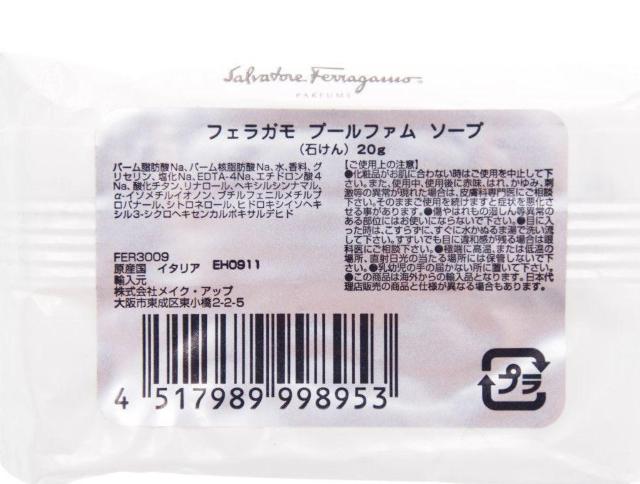 Salvatore Ferragamo
PARFUMS
フェラガモ プールファム ソープ
(石けん) 20g
パーム脂肪酸Na、パーム核脂肪酸Na、水、香料、グ
リセリン、塩化Na、EDTA-4Na、エチドロン酸4
Na、酸化チタン、リナロール、ヘキシルシンナマル、
α-イソメチルイオノン、ブチルフェニルメチルプ
ロパナール、シトロネロール、ヒドロキシイソヘキ
シル3-シクロヘキセンカルボキサルデヒド
FER3009
原産国 イタリア EH0911
輸入元
株式会社メイク・アップ
大阪市東成区東小橋2-2-5
【ご使用上の注意】
●化粧品がお肌に合わない時はご使用を中止して下
さい。また、使用中、使用後に赤味、はれ、かゆみ、刺激
等の異常が現れた場合は、皮膚科専門医にご相談
下さい。そのままご使用を続けますと症状を悪化さ
せる事があります。●傷やはれもの、湿しん等異常の
ある部位にはお使いにならないで下さい。●目に入
った時は、こすらずに、すぐに水かぬるま湯で洗い流
して下さい。すすいでも目に違和感が残る場合は眼
科医にご相談下さい。●極端に高温、または低温の
場所、直射日光の当たる場所には保管しないで下
さい。●乳幼児の手の届かない所に置いて下さい。
●この商品は海外からの輸入品となります。日本代
理店販売の商品と仕様が異なる場合もあります。
4 517989 998953
プラ